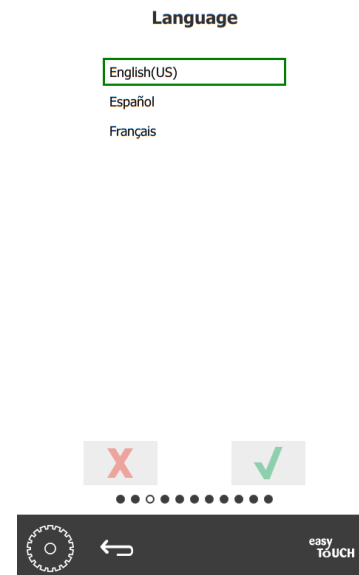 Language
English(US)
Español
Français
easy
TOUCH